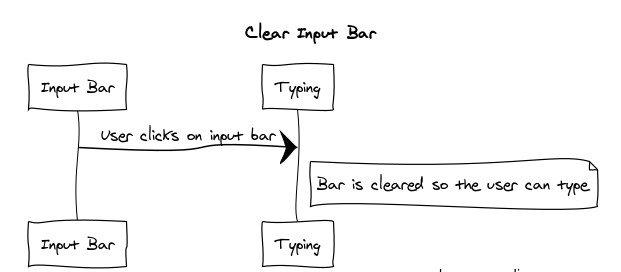 Clear Input Bar
Input Bar
Typing
User clicks on input bar
Bar is cleared so the user can type
Input Bar
Typing